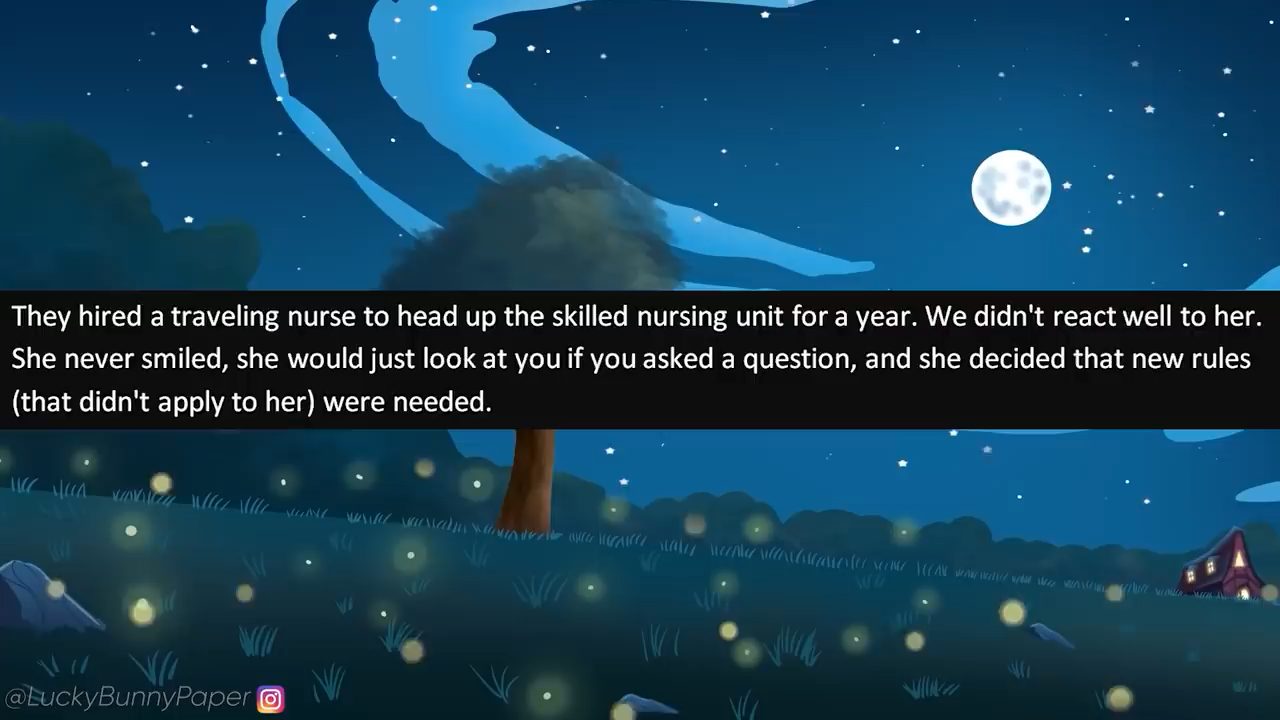 They hired a traveling nurse to head up the skilled nursing unit for a year. We didn't react well to her.
She never smiled, she would just look at you if you asked a question, and she decided that new rules
(that didn't apply to her) were needed.
@LuckyBunnyPaper